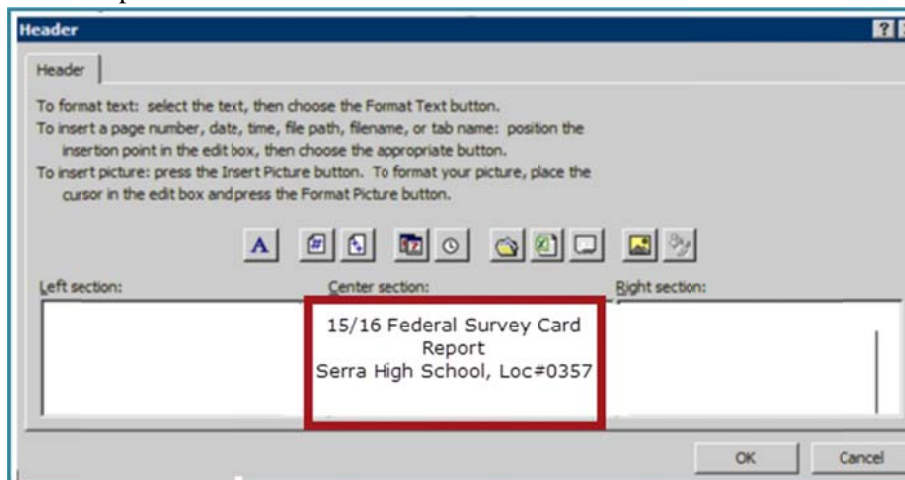 Header
Header
To format text: select the text, then choose the Format Text button.
To insert a page number, date, time, file path, filename, or tab name: position the
insertion point in the edit box, then choose the appropriate button.
To insert picture: press the Insert Picture button. To format your picture, place the
cursor in the edit box and press the Format Picture button.
A
Left section:
Center section:
Right section:
15/16 Federal Survey Card
Report
Serra High School, Loc#0357
OK
Cancel